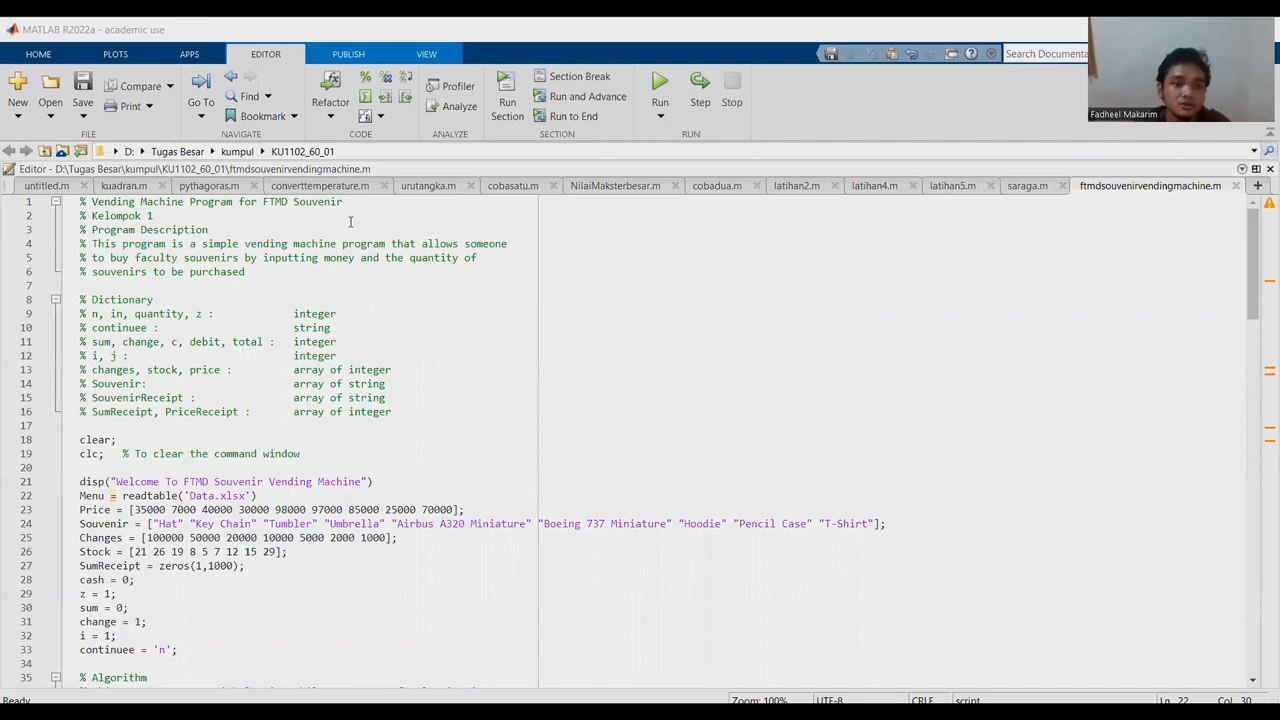 MATLAB R2022a - academic use
HOME PLOTS APPS EDITOR PUBLISH VIEW Search Documenta
New Open Save Compare Print Go To Find Bookmark Refactor Profiler Analyze Run Section Section Break Run and Advance Run to End Run Step Stop
FILE NAVIGATE CODE ANALYZE SECTION RUN
Fadheel Makarim
D: Tugas Besar kumpul KU1102_60_01
Editor - D:\Tugas Besar\kumpul\KU1102_60_01\ftmdsouvenirvendingmachine.m
untitled.m kuadran.m pythagoras.m converttemperature.m urutangka.m cobasatu.m NilaiMaksterbesar.m cobadua.m latihan2.m latihan4.m latihan5.m saraga.m ftmdsouvenirvendingmachine.m
1 % Vending Machine Program for FTMD Souvenir
2 % Kelompok 1
3 % Program Description
4 % This program is a simple vending machine program that allows someone
5 % to buy faculty souvenirs by inputting money and the quantity of
6 % souvenirs to be purchased
7
8 % Dictionary
9 % n, in, quantity, z : integer
10 % continuee : string
11 % sum, change, c, debit, total : integer
12 % i, j : integer
13 % changes, stock, price : array of integer
14 % Souvenir: array of string
15 % SouvenirReceipt : array of string
16 % SumReceipt, PriceReceipt : array of integer
17
18 clear;
19 clc; % To clear the command window
20
21 disp("Welcome To FTMD Souvenir Vending Machine")
22 Menu = readtable('Data.xlsx')
23 Price = [35000 7000 40000 30000 98000 97000 85000 25000 70000];
24 Souvenir = ["Hat" "Key Chain" "Tumbler" "Umbrella" "Airbus A320 Miniature" "Boeing 737 Miniature" "Hoodie" "Pencil Case" "T-Shirt"];
25 Changes = [100000 50000 20000 10000 5000 2000 1000];
26 Stock = [21 26 19 8 5 7 12 15 29];
27 SumReceipt = zeros(1,1000);
28 cash = 0;
29 z = 1;
30 sum = 0;
31 change = 1;
32 i = 1;
33 continuee = 'n';
34
35 % Algorithm
Ready Zoom: 100% UTF-8 CRLF script Ln 22 Col 30